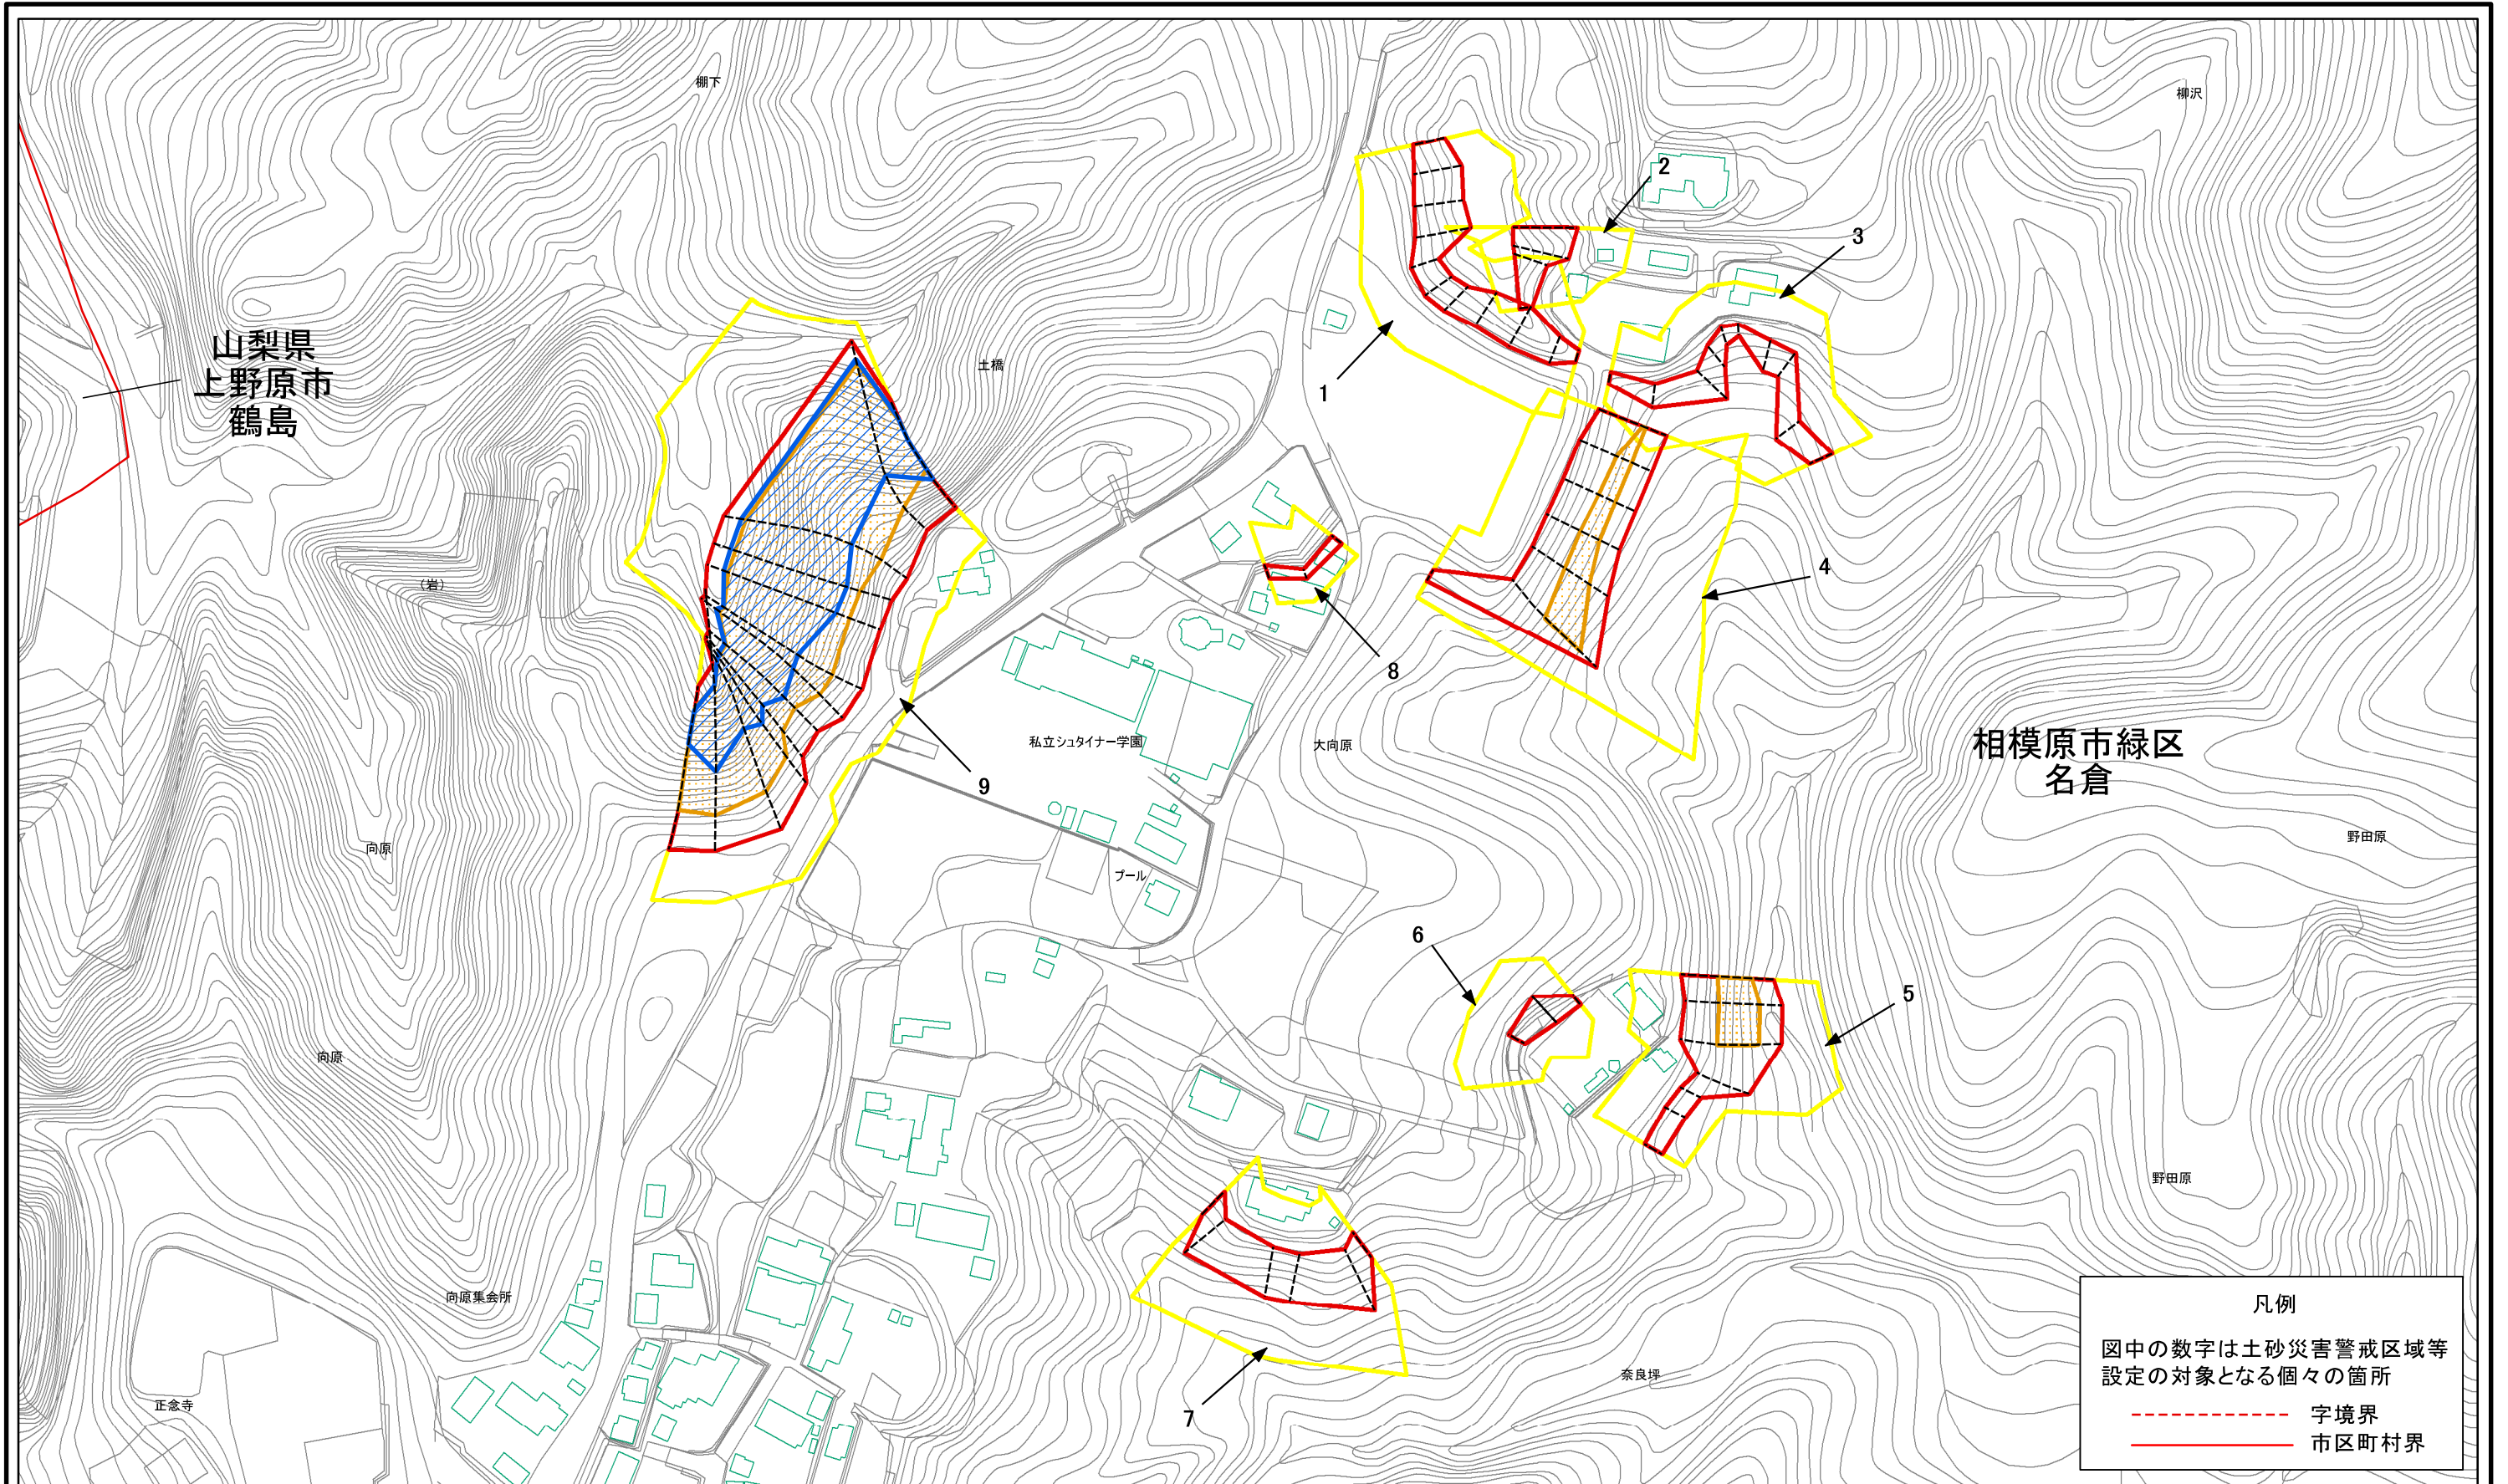 棚下
柳沢
2
3
山梨県
上野原市
鶴島
土橋
1
(岩)
4
8
相模原市緑区
名倉
私立シュタイナー学園
大向原
9
向原
野田原
プール
6
5
向原
野田原
向原集会所
奈良坪
正念寺
7
凡例
図中の数字は土砂災害警戒区域等
設定の対象となる個々の箇所
字境界
市区町村界